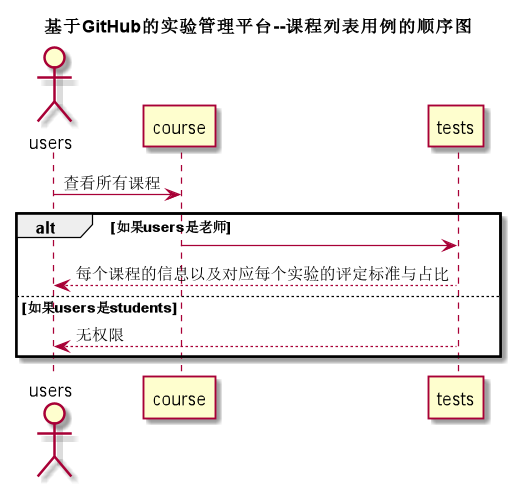 基于GitHub的实验管理平台--课程列表用例的顺序图
users
course
tests
查看所有课程
alt [如果users是老师]
每个课程的信息以及对应每个实验的评定标准与占比
[如果users是students]
无权限
users
course
tests